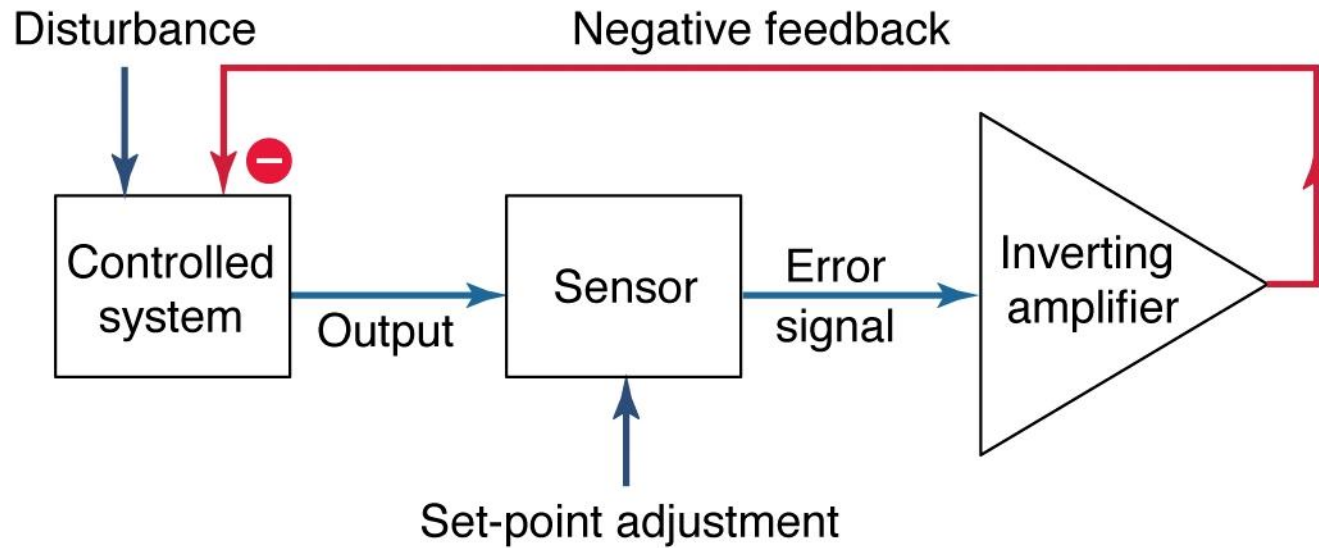 Disturbance
Negative feedback
Controlled
system
Output
Sensor
Error
signal
Inverting
amplifier
Set-point adjustment